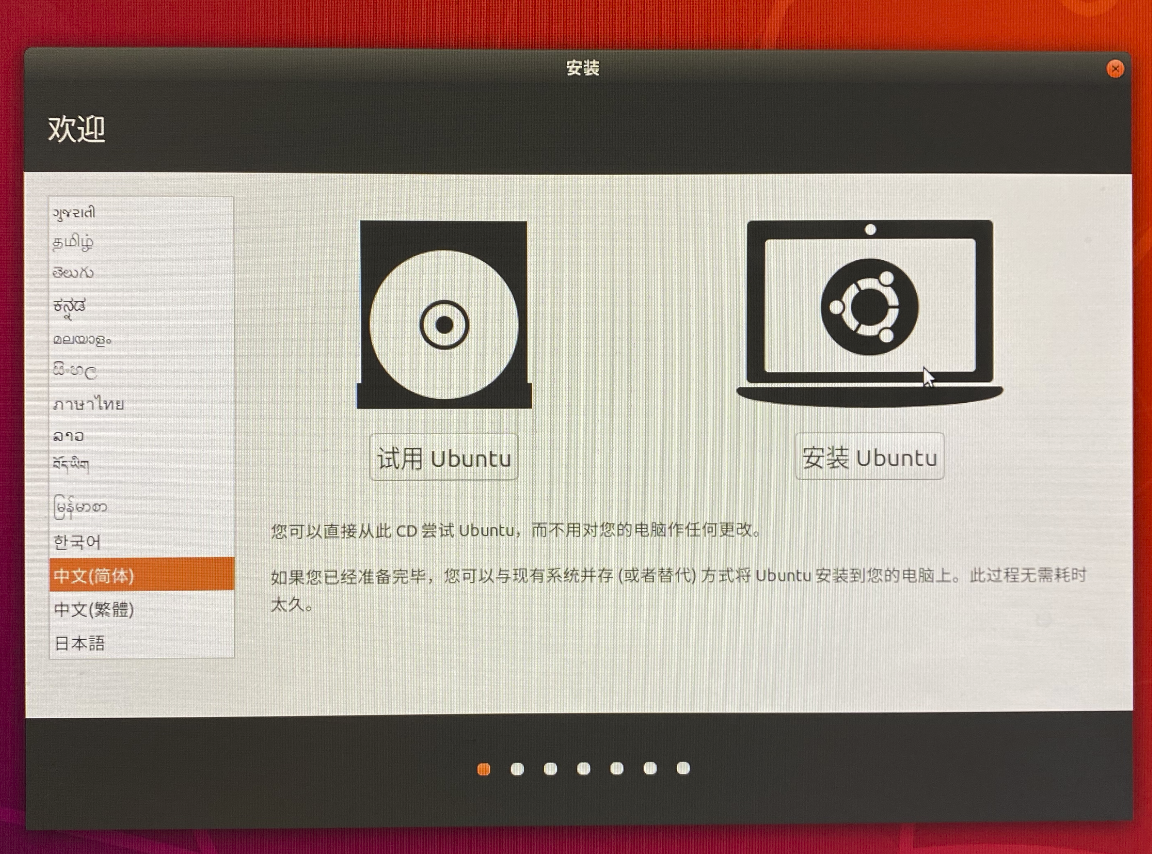 安装
欢迎
ગુજરાતી
தமிழ்
తెలుగు
ಕನ್ನಡ
മലയാളം
සිංහල
ภาษาไทย
ລາວ
བོད་ཡིག
မြန်မာစာ
한국어
中文(简体)
中文(繁體)
日本語
试用 Ubuntu
安装 Ubuntu
您可以直接从此 CD 尝试 Ubuntu，而不用对您的电脑作任何更改。
如果您已经准备完毕，您可以与现有系统并存 (或者替代) 方式将 Ubuntu 安装到您的电脑上。此过程无需耗时
太久。